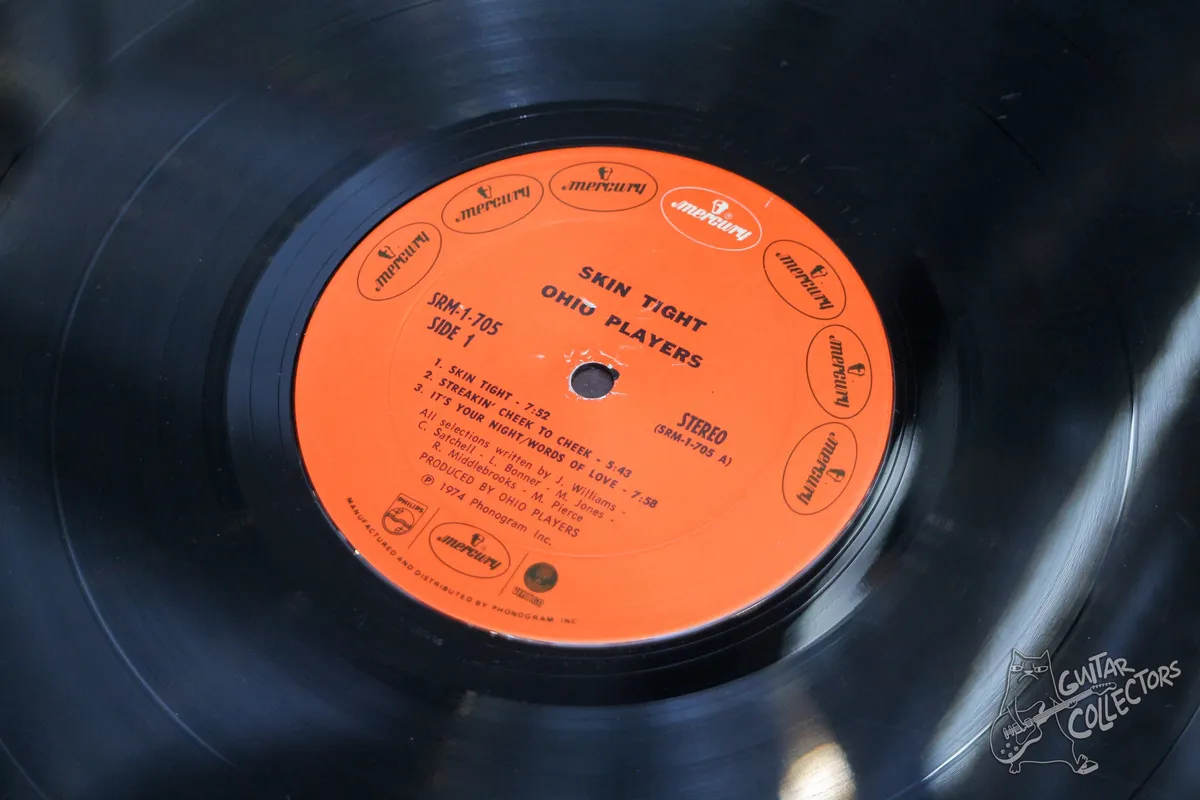 mercury
mercury
mercury
mercury®
mercury
mercury
mercury
SKIN TIGHT
OHIO PLAYERS
SRM-1-705
SIDE 1
STEREO
(SRM-1-705 A)
1. SKIN TIGHT - 7:52
2. STREAKIN' CHEEK TO CHEEK - 5:43
3. IT'S YOUR NIGHT/WORDS OF LOVE - 7:58
All selections written by J. Williams -
C. Satchell - L. Bonner - M. Jones -
R. Middlebrooks - M. Pierce
PRODUCED BY OHIO PLAYERS
℗ 1974 Phonogram Inc.
PHILIPS
mercury
VERTIGO
MANUFACTURED AND DISTRIBUTED BY PHONOGRAM INC
GUITAR
COLLECTORS